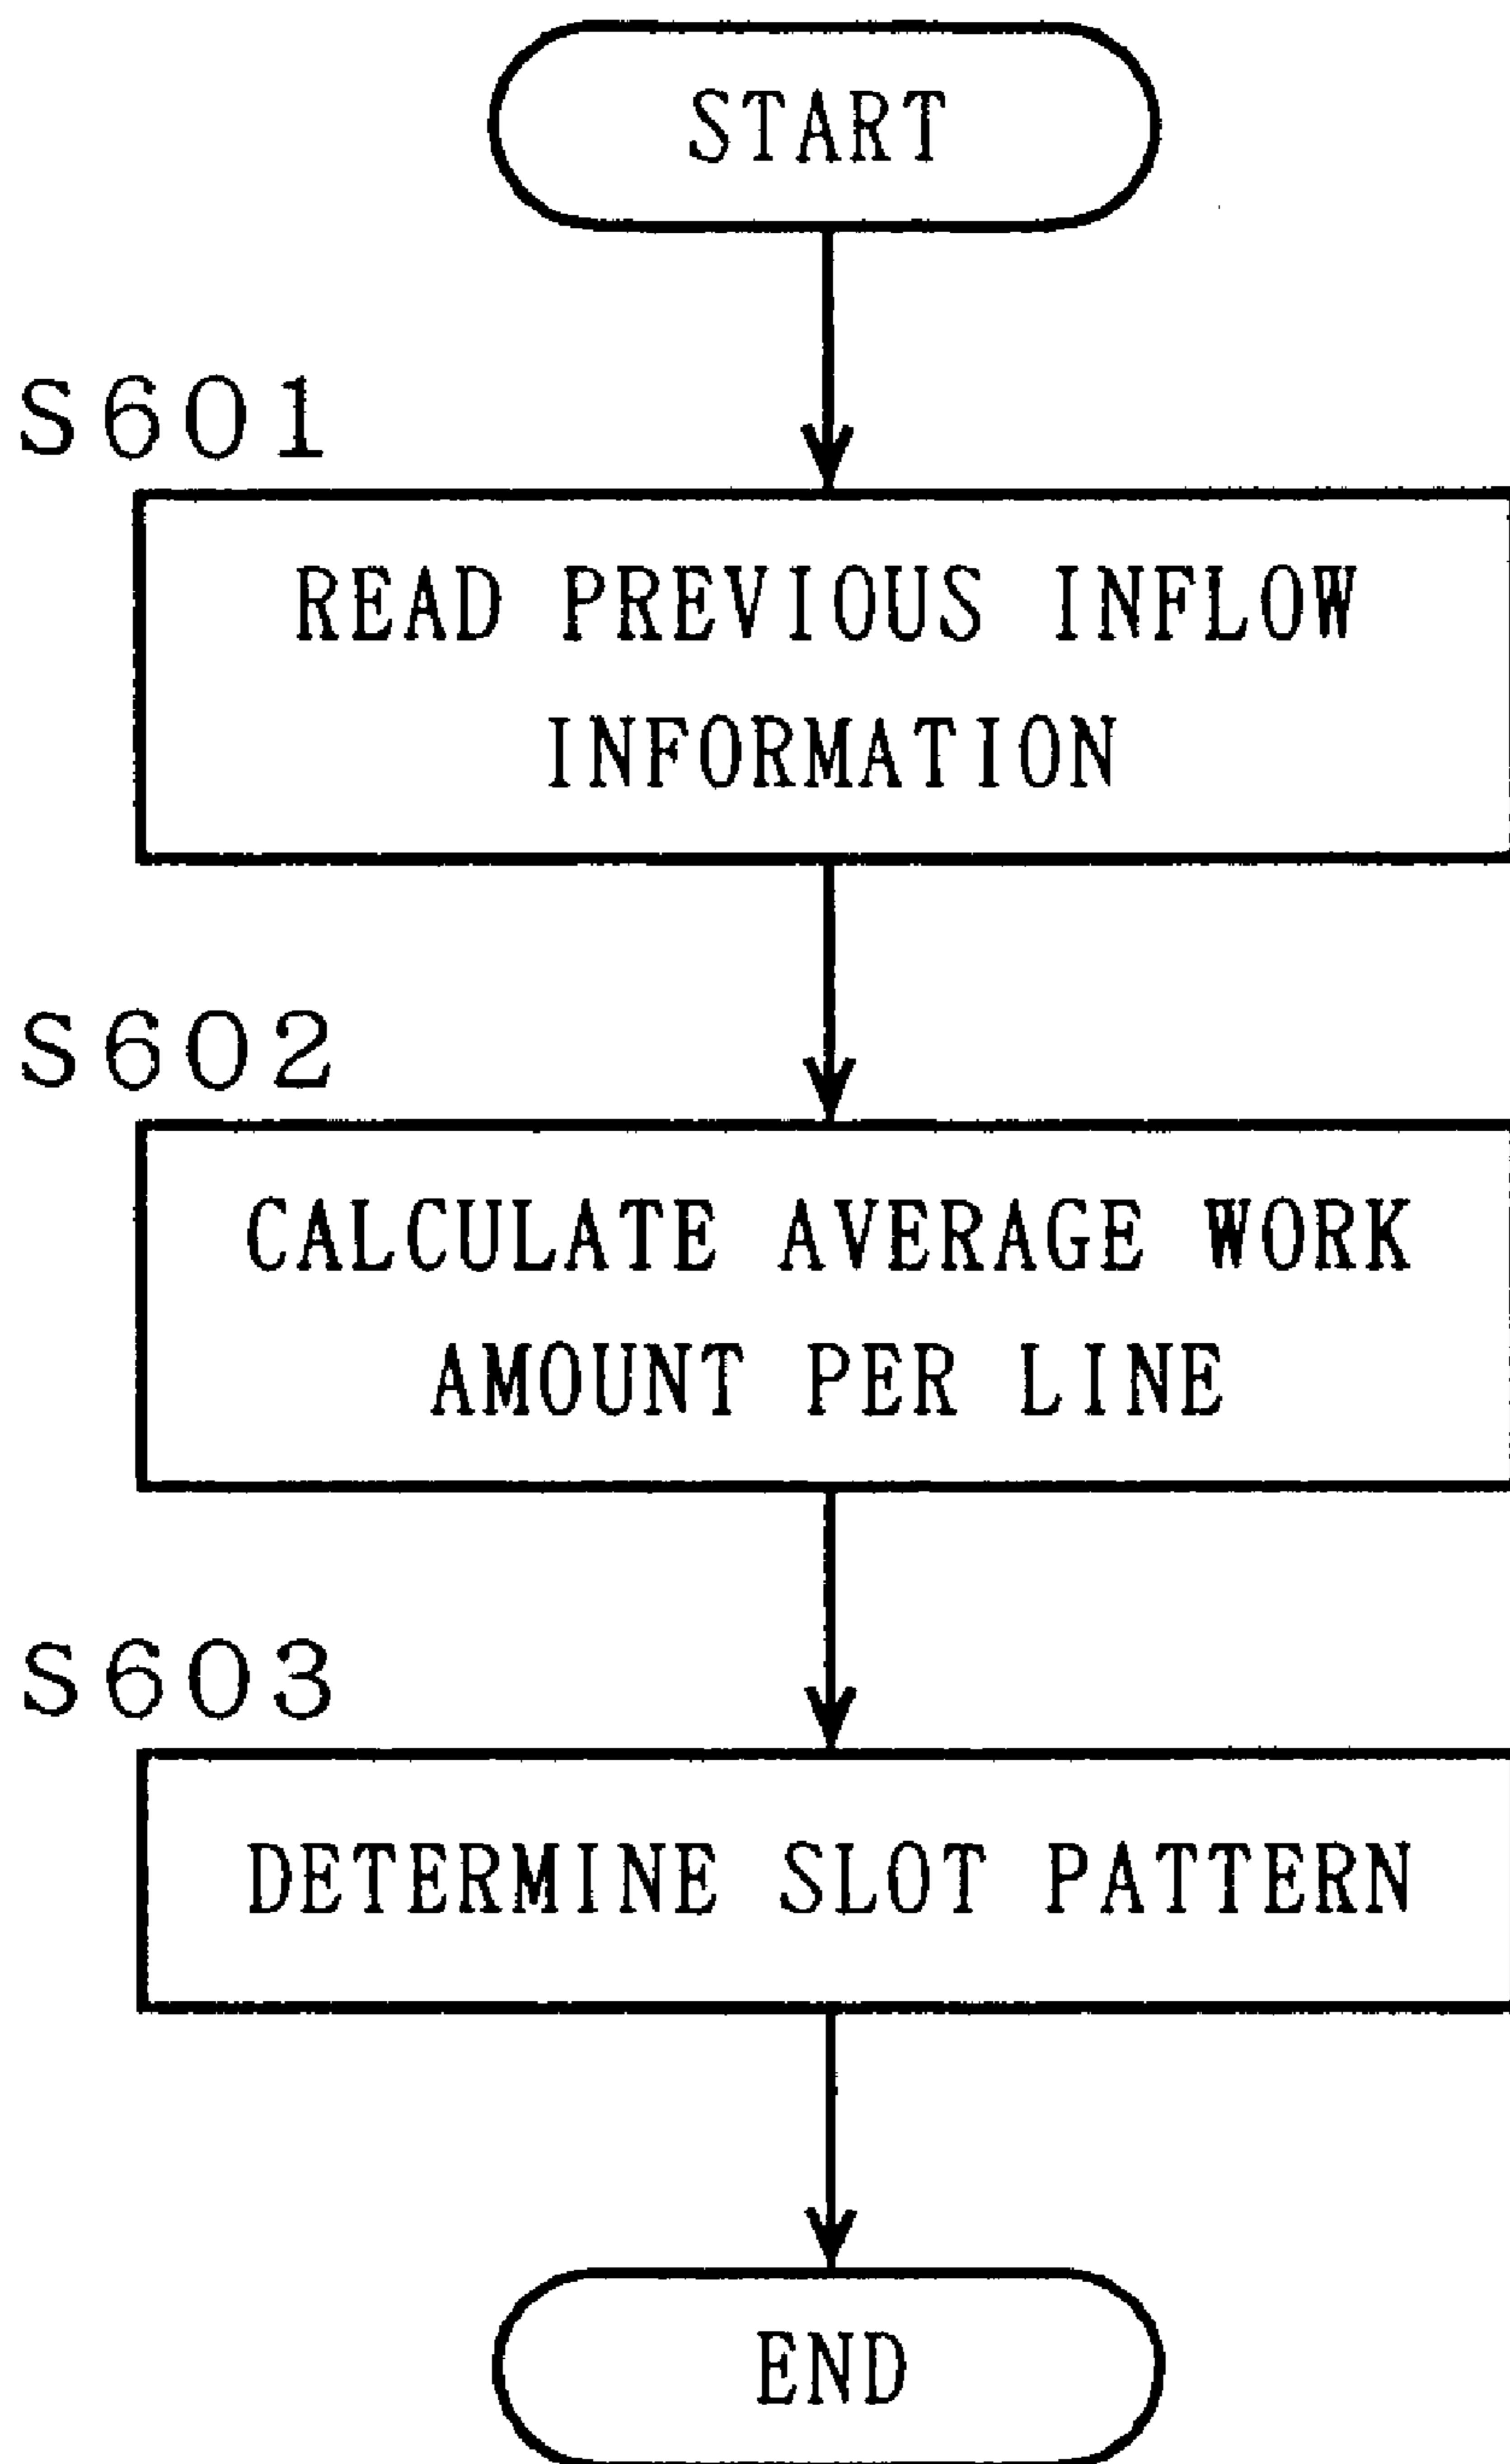 START
S601
READ PREVIOUS INFLOW
INFORMATION
S602
CALCULATE AVERAGE WORK
AMOUNT PER LINE
S603
DETERMINE SLOT PATTERN
END